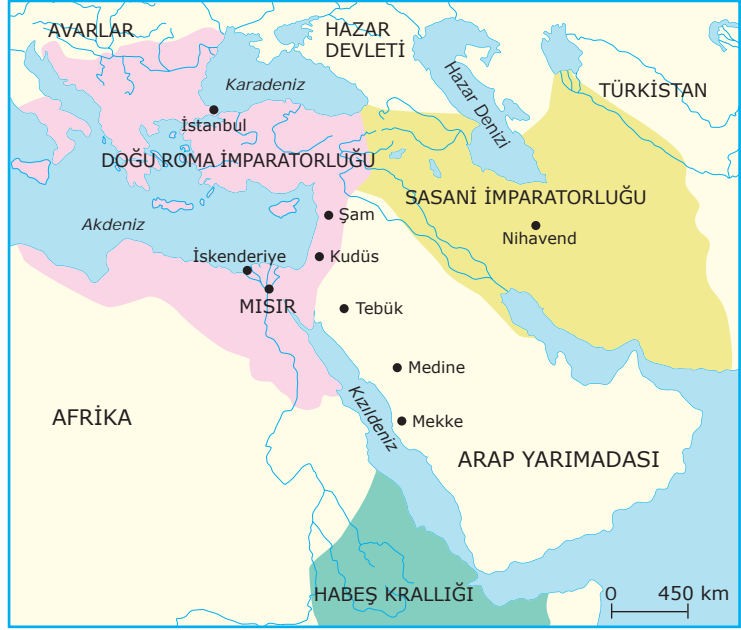 AVARLAR
HAZAR
DEVLETİ
Karadeniz
Hazar Denizi
TÜRKİSTAN
İstanbul
DOĞU ROMA İMPARATORLUĞU
SASANİ İMPARATORLUĞU
Akdeniz
Şam
Nihavend
İskenderiye
Kudüs
MISIR
Tebük
Medine
Kızıldeniz
Mekke
AFRİKA
ARAP YARIMADASI
HABEŞ KRALLIĞI
0 450 km